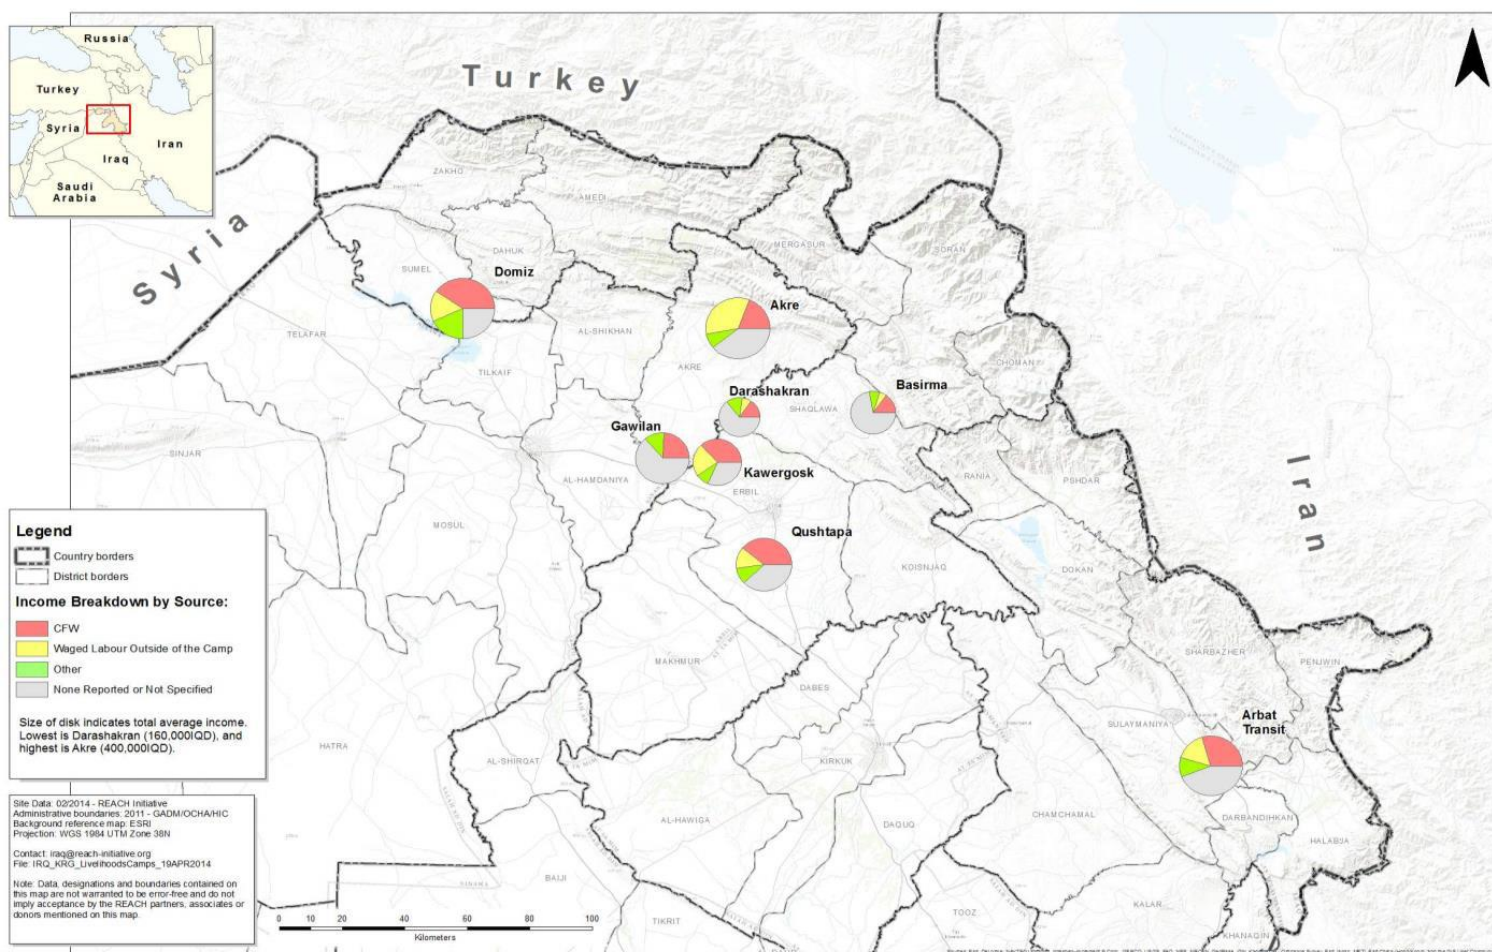 Russia
Turkey
Syria
Iran
Iraq
Saudi
Arabia
Turkey
Syria
Iran
ZAKHO
AMEDI
DAHUK
SUMEL
Domiz
MERGASUR
SORAN
TELAFAR
AL-SHIKHAN
Akre
AKRE
TILKAIF
CHOMAN
Darashakran
SHAQLAWA
Basirma
Gawilan
Kawergosk
SINJAR
AL-HAMDANIYA
ERBIL
RANIA
PSHDAR
MOSUL
Qushtapa
KOISNJAQ
DOKAN
MAKHMUR
SHARBAZHER
PENJWIN
DABES
SULAYMANIYA
Arbat
Transit
HATRA
AL-SHIRQAT
KIRKUK
AL-HAWIGA
DAQUQ
CHAMCHAMAL
DARBANDIHKAN
HALABJA
BAIJI
TIKRIT
TOOZ
KALAR
KHANAQIN
Legend
Country borders
District borders
Income Breakdown by Source:
CFW
Waged Labour Outside of the Camp
Other
None Reported or Not Specified
Size of disk indicates total average income.
Lowest is Darashakran (160,000IQD), and
highest is Akre (400,000IQD).
Site Data: 02/2014 - REACH Initiative
Administrative boundaries: 2011 - GADM/OCHA/HIC
Background reference map: ESRI
Projection: WGS 1984 UTM Zone 38N
Contact: iraq@reach-initiative.org
File: IRQ_KRG_LivelihoodsCamps_19APR2014
Note: Data, designations and boundaries contained on
this map are not warranted to be error-free and do not
imply acceptance by the REACH partners, associates or
donors mentioned on this map.
0 10 20 40 60 80 100
Kilometers